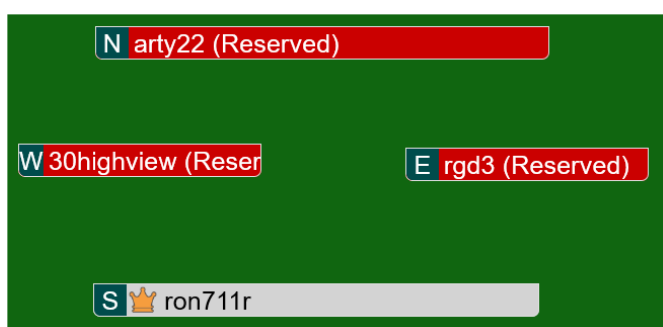 N arty22 (Reserved)
W 30highview (Reser
E rgd3 (Reserved)
S ron711r